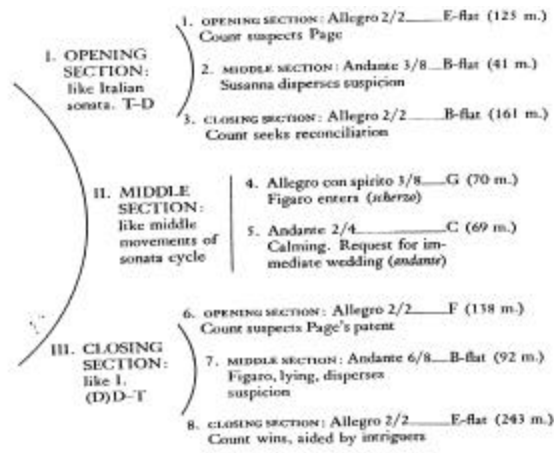 1. OPENING SECTION: Allegro 2/2 E-flat (125 m.)
Count suspects Page
I. OPENING
SECTION:
like Italian
sonata. T–D
2. MIDDLE SECTION: Andante 3/8 B-flat (41 m.)
Susanna disperses suspicion
3. CLOSING SECTION: Allegro 2/2 B-flat (161 m.)
Count seeks reconciliation
II. MIDDLE
SECTION:
like middle
movements of
sonata cycle
4. Allegro con spirito 3/8 G (70 m.)
Figaro enters (scherzo)
5. Andante 2/4 C (69 m.)
Calming. Request for im-
mediate wedding (andante)
6. OPENING SECTION: Allegro 2/2 F (138 m.)
Count suspects Page's patent
III. CLOSING
SECTION:
like I.
(D)D–T
7. MIDDLE SECTION: Andante 6/8 B-flat (92 m.)
Figaro, lying, disperses
suspicion
8. CLOSING SECTION: Allegro 2/2 E-flat (243 m.)
Count wins, aided by intriguers